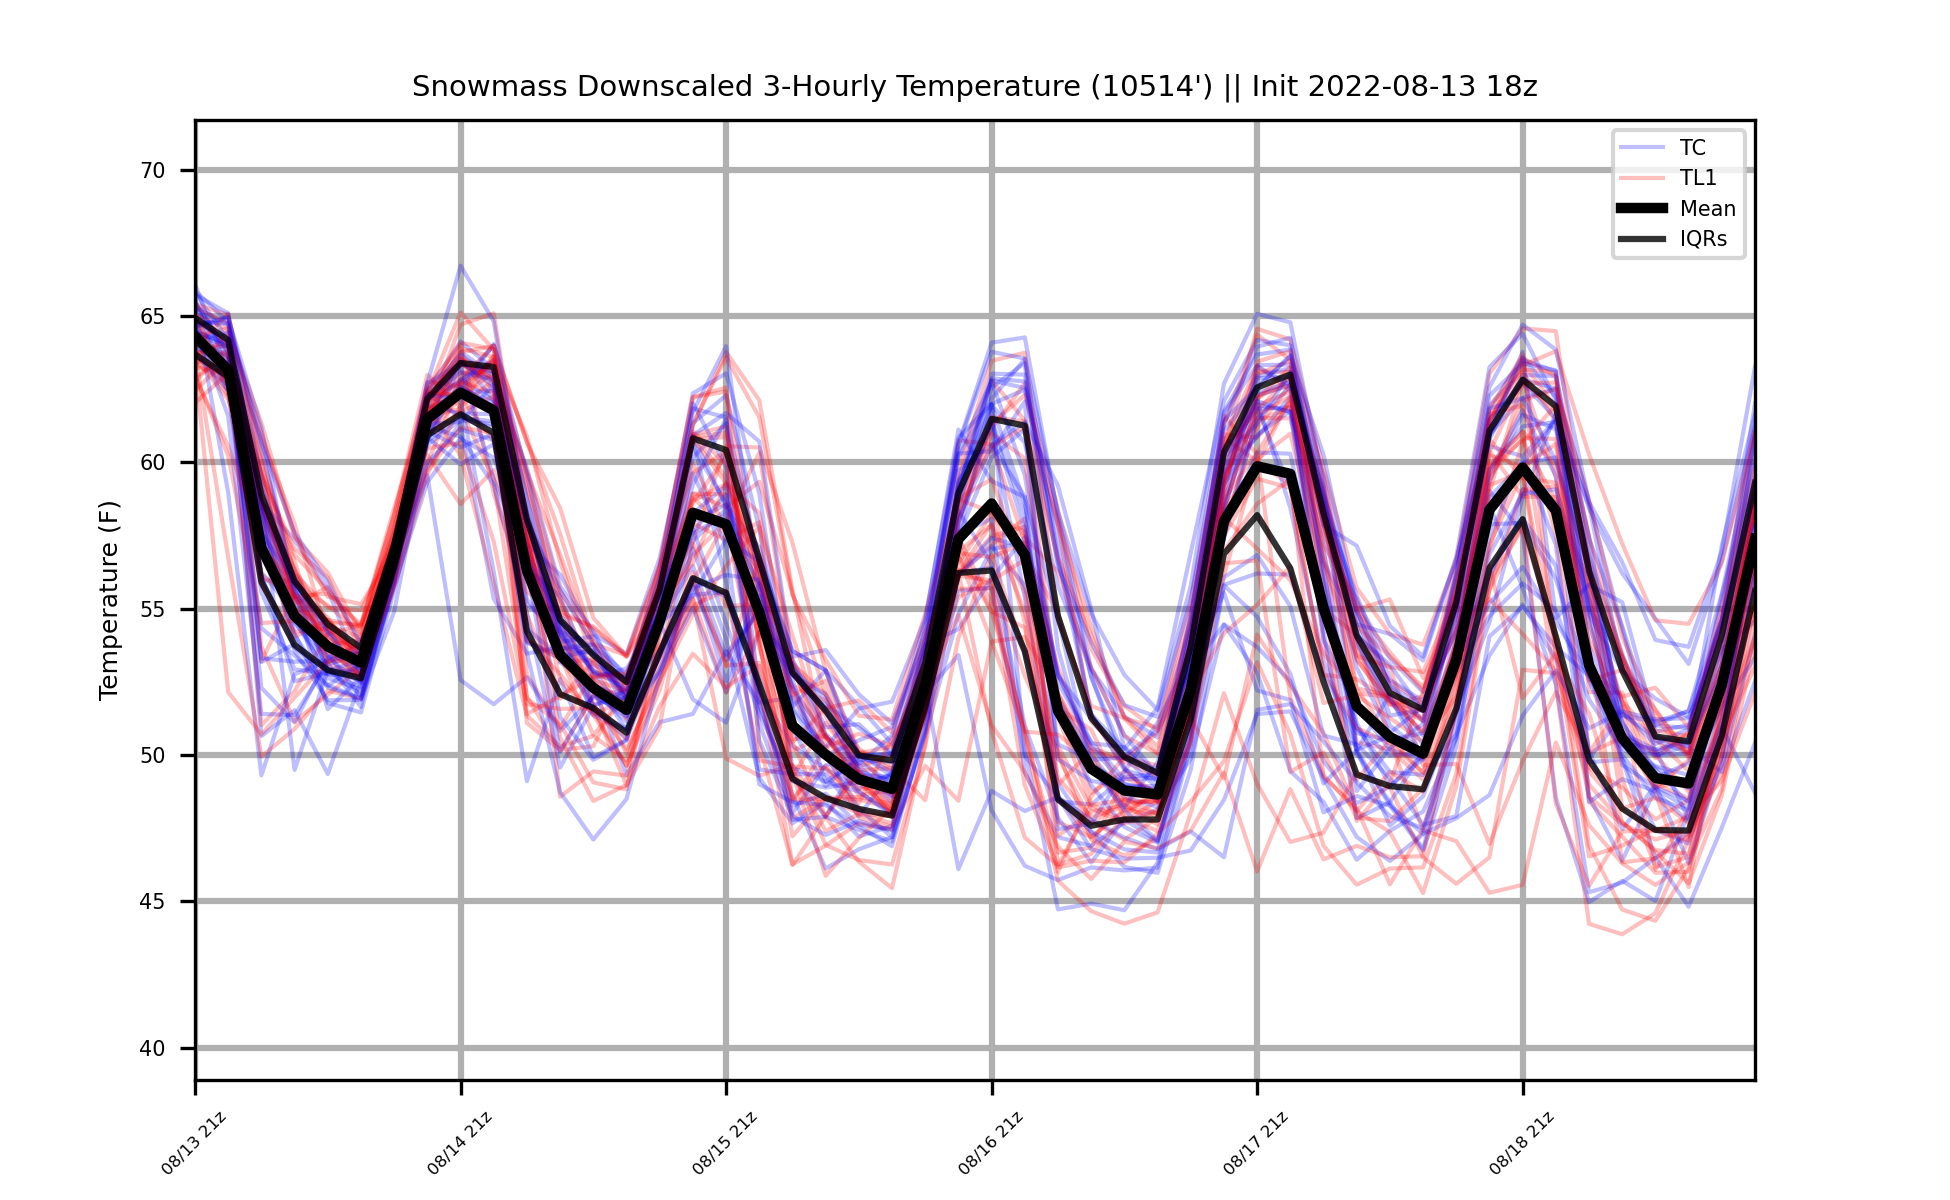 Snowmass Downscaled 3-Hourly Temperature (10514') || Init 2022-08-13 18z
TC
TL1
Mean
IQRs
Temperature (F)
70
65
60
55
50
45
40
08/13 21z
08/14 21z
08/15 21z
08/16 21z
08/17 21z
08/18 21z